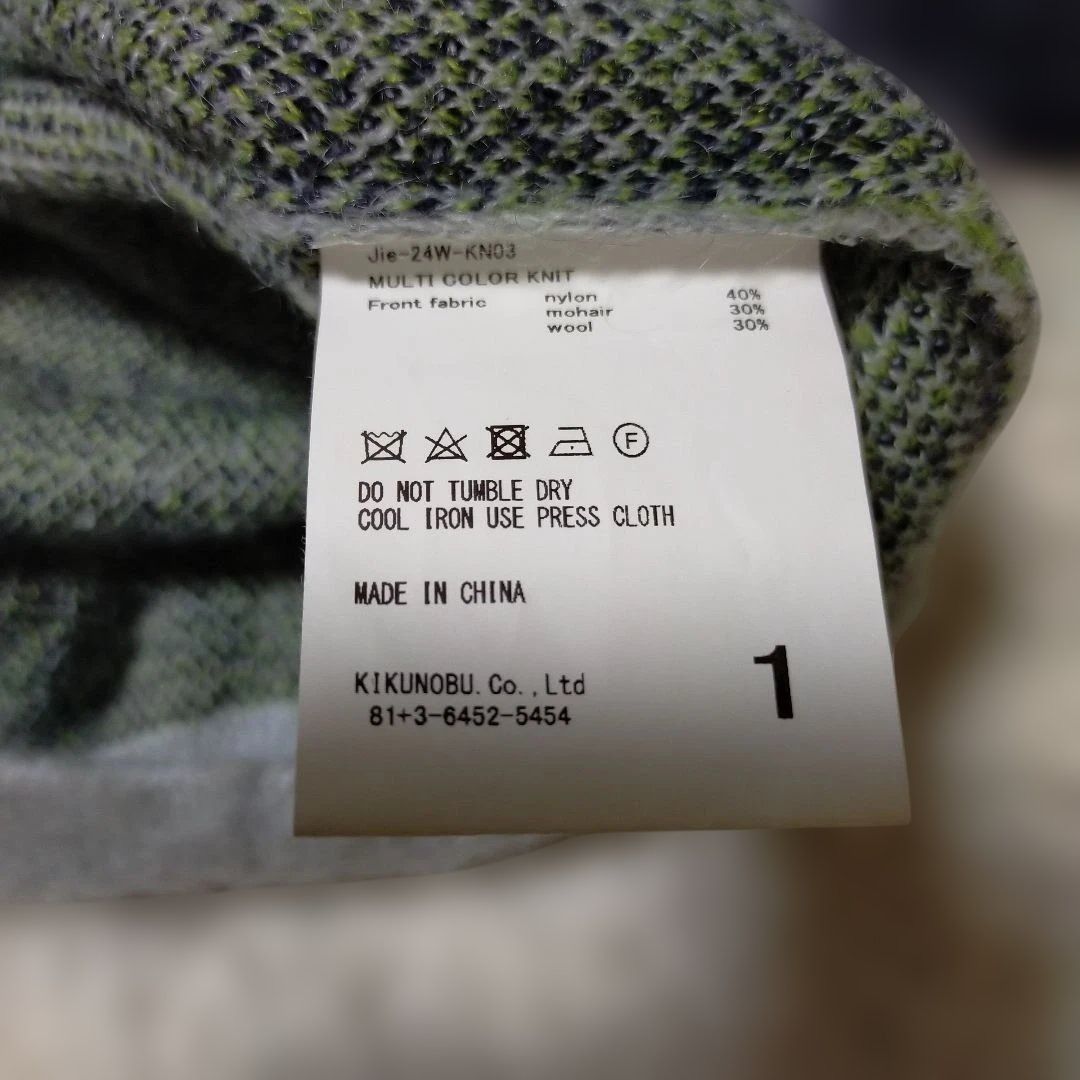 Jie-24W-KN03
MULTI COLOR KNIT
Front fabric nylon 40%
mohair 30%
wool 30%
F
DO NOT TUMBLE DRY
COOL IRON USE PRESS CLOTH
MADE IN CHINA
KIKUNOBU.Co.,Ltd
81+3-6452-5454
1